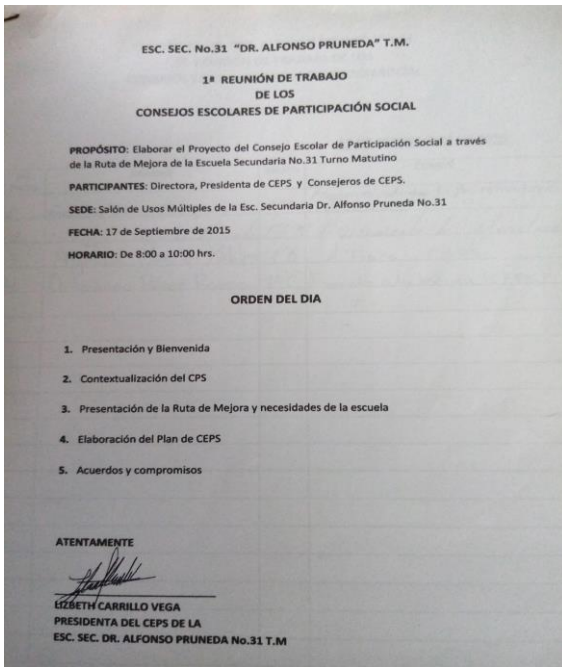 ESC. SEC. No.31 "DR. ALFONSO PRUNEDA" T.M.
1ª REUNIÓN DE TRABAJO
DE LOS
CONSEJOS ESCOLARES DE PARTICIPACIÓN SOCIAL
PROPÓSITO: Elaborar el Proyecto del Consejo Escolar de Participación Social a través
de la Ruta de Mejora de la Escuela Secundaria No.31 Turno Matutino
PARTICIPANTES: Directora, Presidenta de CEPS y Consejeros de CEPS.
SEDE: Salón de Usos Múltiples de la Esc. Secundaria Dr. Alfonso Pruneda No.31
FECHA: 17 de Septiembre de 2015
HORARIO: De 8:00 a 10:00 hrs.
ORDEN DEL DIA
1. Presentación y Bienvenida
2. Contextualización del CPS
3. Presentación de la Ruta de Mejora y necesidades de la escuela
4. Elaboración del Plan de CEPS
5. Acuerdos y compromisos
ATENTAMENTE
LIZBETH CARRILLO VEGA
PRESIDENTA DEL CEPS DE LA
ESC. SEC. DR. ALFONSO PRUNEDA No.31 T.M